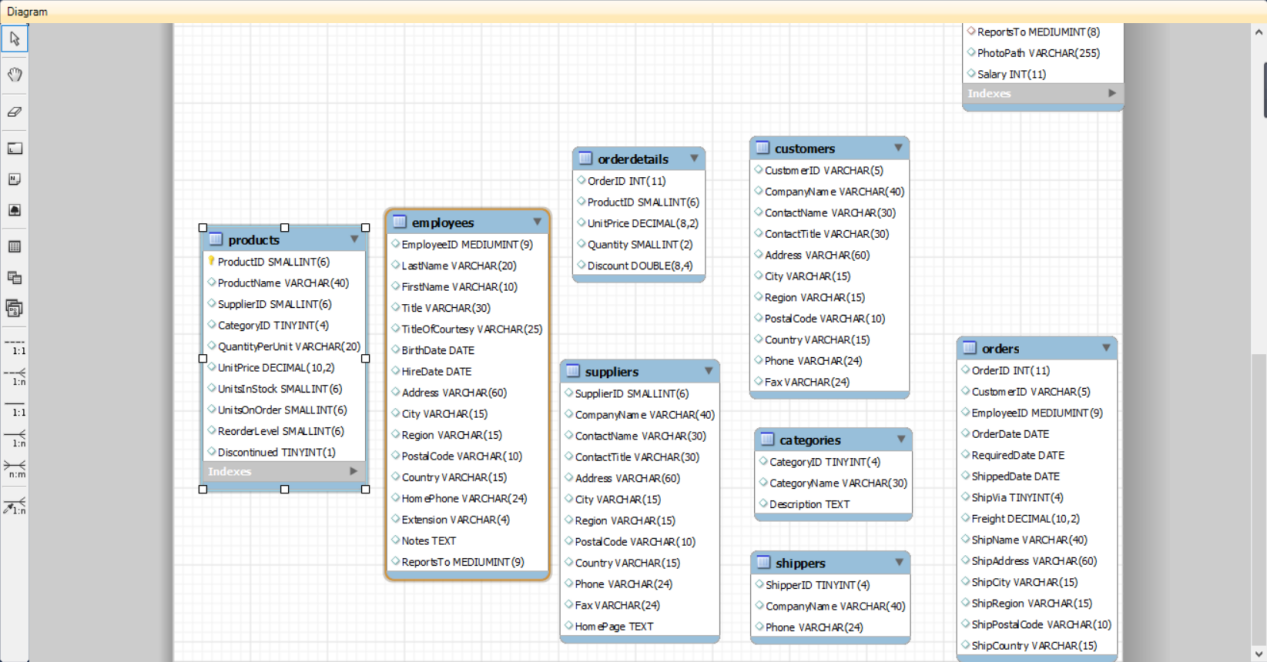 Diagram
ReportsTo MEDIUMINT(8)
PhotoPath VARCHAR(255)
Salary INT(11)
Indexes
products
ProductID SMALLINT(6)
ProductName VARCHAR(40)
SupplierID SMALLINT(6)
CategoryID TINYINT(4)
QuantityPerUnit VARCHAR(20)
UnitPrice DECIMAL(10,2)
UnitsInStock SMALLINT(6)
UnitsOnOrder SMALLINT(6)
ReorderLevel SMALLINT(6)
Discontinued TINYINT(1)
Indexes
employees
EmployeeID MEDIUMINT(9)
LastName VARCHAR(20)
FirstName VARCHAR(10)
Title VARCHAR(30)
TitleOfCourtesy VARCHAR(25)
BirthDate DATE
HireDate DATE
Address VARCHAR(60)
City VARCHAR(15)
Region VARCHAR(15)
PostalCode VARCHAR(10)
Country VARCHAR(15)
HomePhone VARCHAR(24)
Extension VARCHAR(4)
Notes TEXT
ReportsTo MEDIUMINT(9)
orderdetails
OrderID INT(11)
ProductID SMALLINT(6)
UnitPrice DECIMAL(8,2)
Quantity SMALLINT(2)
Discount DOUBLE(8,4)
suppliers
SupplierID SMALLINT(6)
CompanyName VARCHAR(40)
ContactName VARCHAR(30)
ContactTitle VARCHAR(30)
Address VARCHAR(60)
City VARCHAR(15)
Region VARCHAR(15)
PostalCode VARCHAR(10)
Country VARCHAR(15)
Phone VARCHAR(24)
Fax VARCHAR(24)
HomePage TEXT
customers
CustomerID VARCHAR(5)
CompanyName VARCHAR(40)
ContactName VARCHAR(30)
ContactTitle VARCHAR(30)
Address VARCHAR(60)
City VARCHAR(15)
Region VARCHAR(15)
PostalCode VARCHAR(10)
Country VARCHAR(15)
Phone VARCHAR(24)
Fax VARCHAR(24)
categories
CategoryID TINYINT(4)
CategoryName VARCHAR(30)
Description TEXT
shippers
ShipperID TINYINT(4)
CompanyName VARCHAR(40)
Phone VARCHAR(24)
orders
OrderID INT(11)
CustomerID VARCHAR(5)
EmployeeID MEDIUMINT(9)
OrderDate DATE
RequiredDate DATE
ShippedDate DATE
ShipVia TINYINT(4)
Freight DECIMAL(10,2)
ShipName VARCHAR(40)
ShipAddress VARCHAR(60)
ShipCity VARCHAR(15)
ShipRegion VARCHAR(15)
ShipPostalCode VARCHAR(10)
ShipCountry VARCHAR(15)
1:1
1:n
1:1
1:n
n:m
1:n